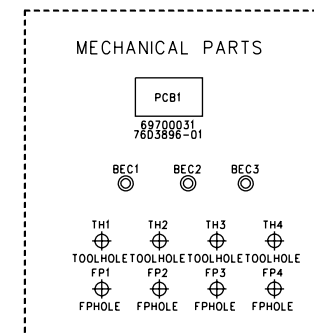 MECHANICAL PARTS
PCB1
69700031
76D3896-01
BEC1 BEC2 BEC3
TH1 TH2 TH3 TH4
TOOLHOLE TOOLHOLE TOOLHOLE TOOLHOLE
FP1 FP2 FP3 FP4
FPHOLE FPHOLE FPHOLE FPHOLE